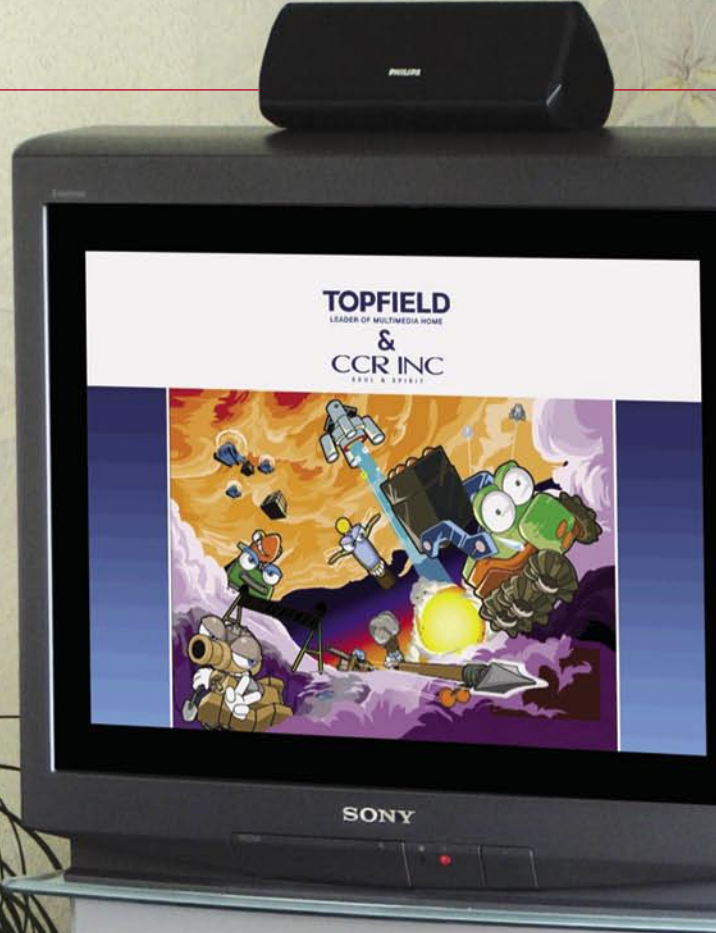 PHILIPS
TOPFIELD
LEADER OF MULTIMEDIA HOME
&
CCR INC
SOUL & SPIRIT
SONY